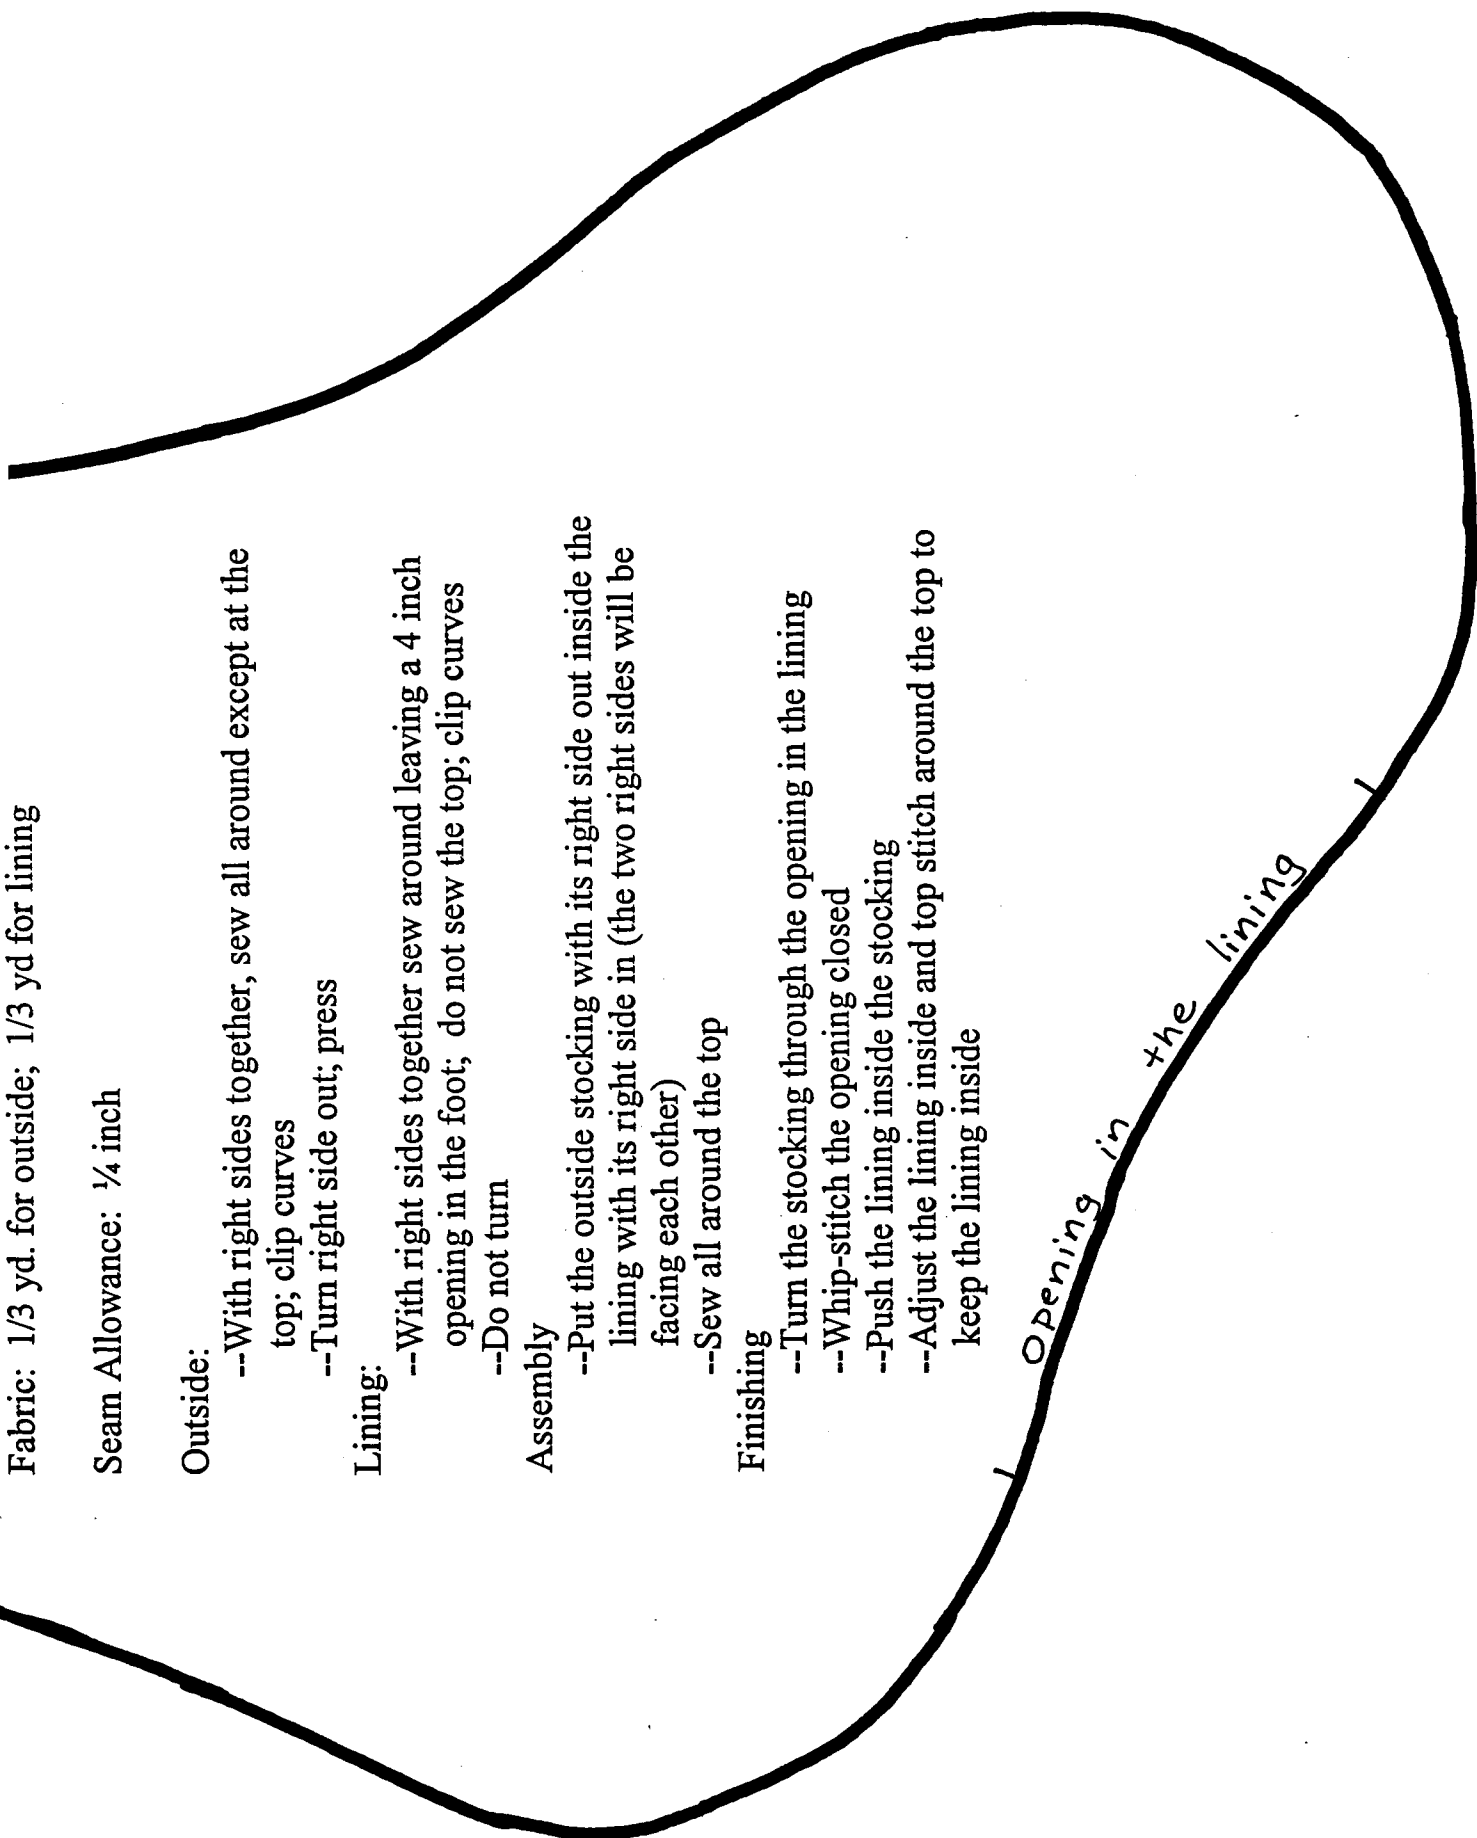 Fabric: 1/3 yd. for outside; 1/3 yd for lining
Seam Allowance: ¼ inch
Outside:
--With right sides together, sew all around except at the
top; clip curves
--Turn right side out; press
Lining:
--With right sides together sew around leaving a 4 inch
opening in the foot; do not sew the top; clip curves
--Do not turn
Assembly
--Put the outside stocking with its right side out inside the
lining with its right side in (the two right sides will be
facing each other)
--Sew all around the top
Finishing
--Turn the stocking through the opening in the lining
--Whip-stitch the opening closed
--Push the lining inside the stocking
--Adjust the lining inside and top stitch around the top to
keep the lining inside
opening in the lining